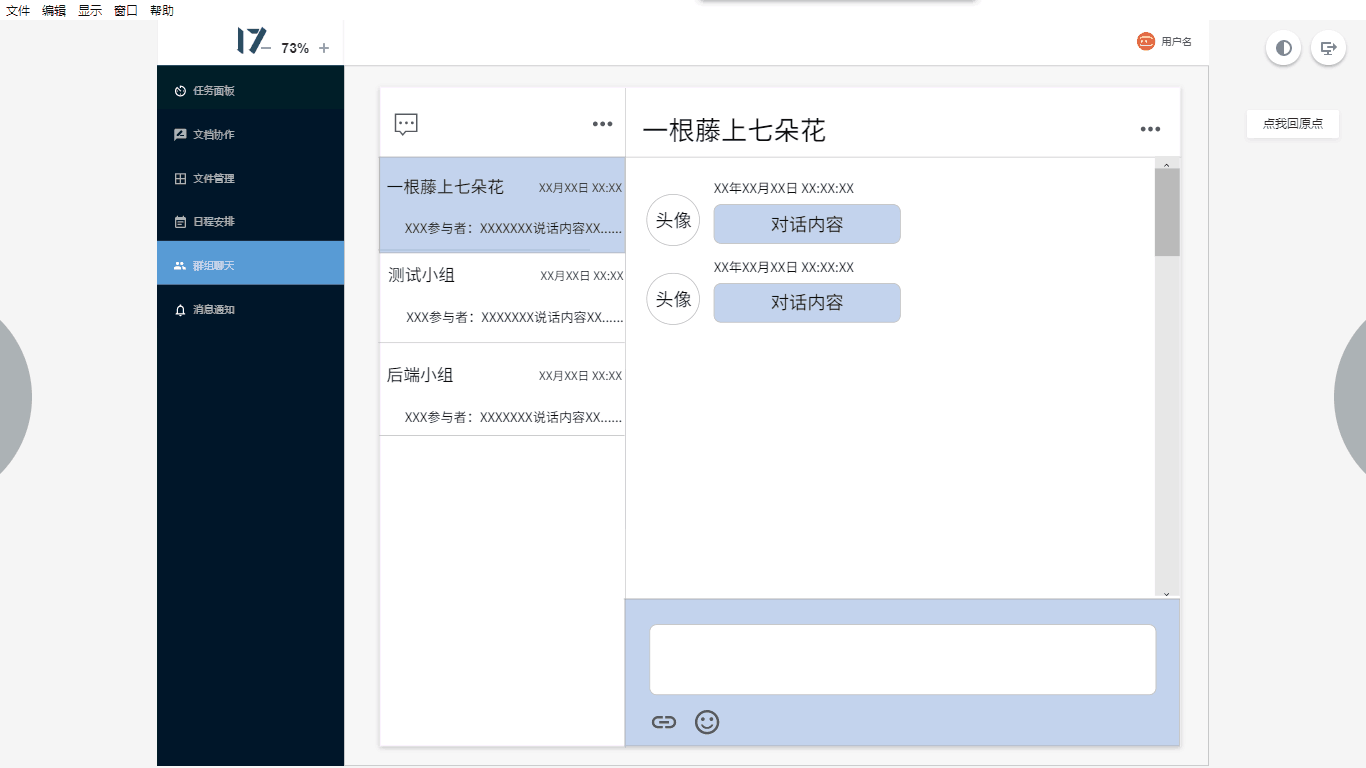 文件 编辑 显示 窗口 帮助
17
73%
用户名
点我回原点
任务面板
文档协作
文件管理
日程安排
群组聊天
消息通知
一根藤上七朵花 XX月XX日 XX:XX
XXX参与者：XXXXXXX说话内容XX......
测试小组 XX月XX日 XX:XX
XXX参与者：XXXXXXX说话内容XX......
后端小组 XX月XX日 XX:XX
XXX参与者：XXXXXXX说话内容XX......
一根藤上七朵花
XX年XX月XX日 XX:XX:XX
头像 对话内容
XX年XX月XX日 XX:XX:XX
头像 对话内容